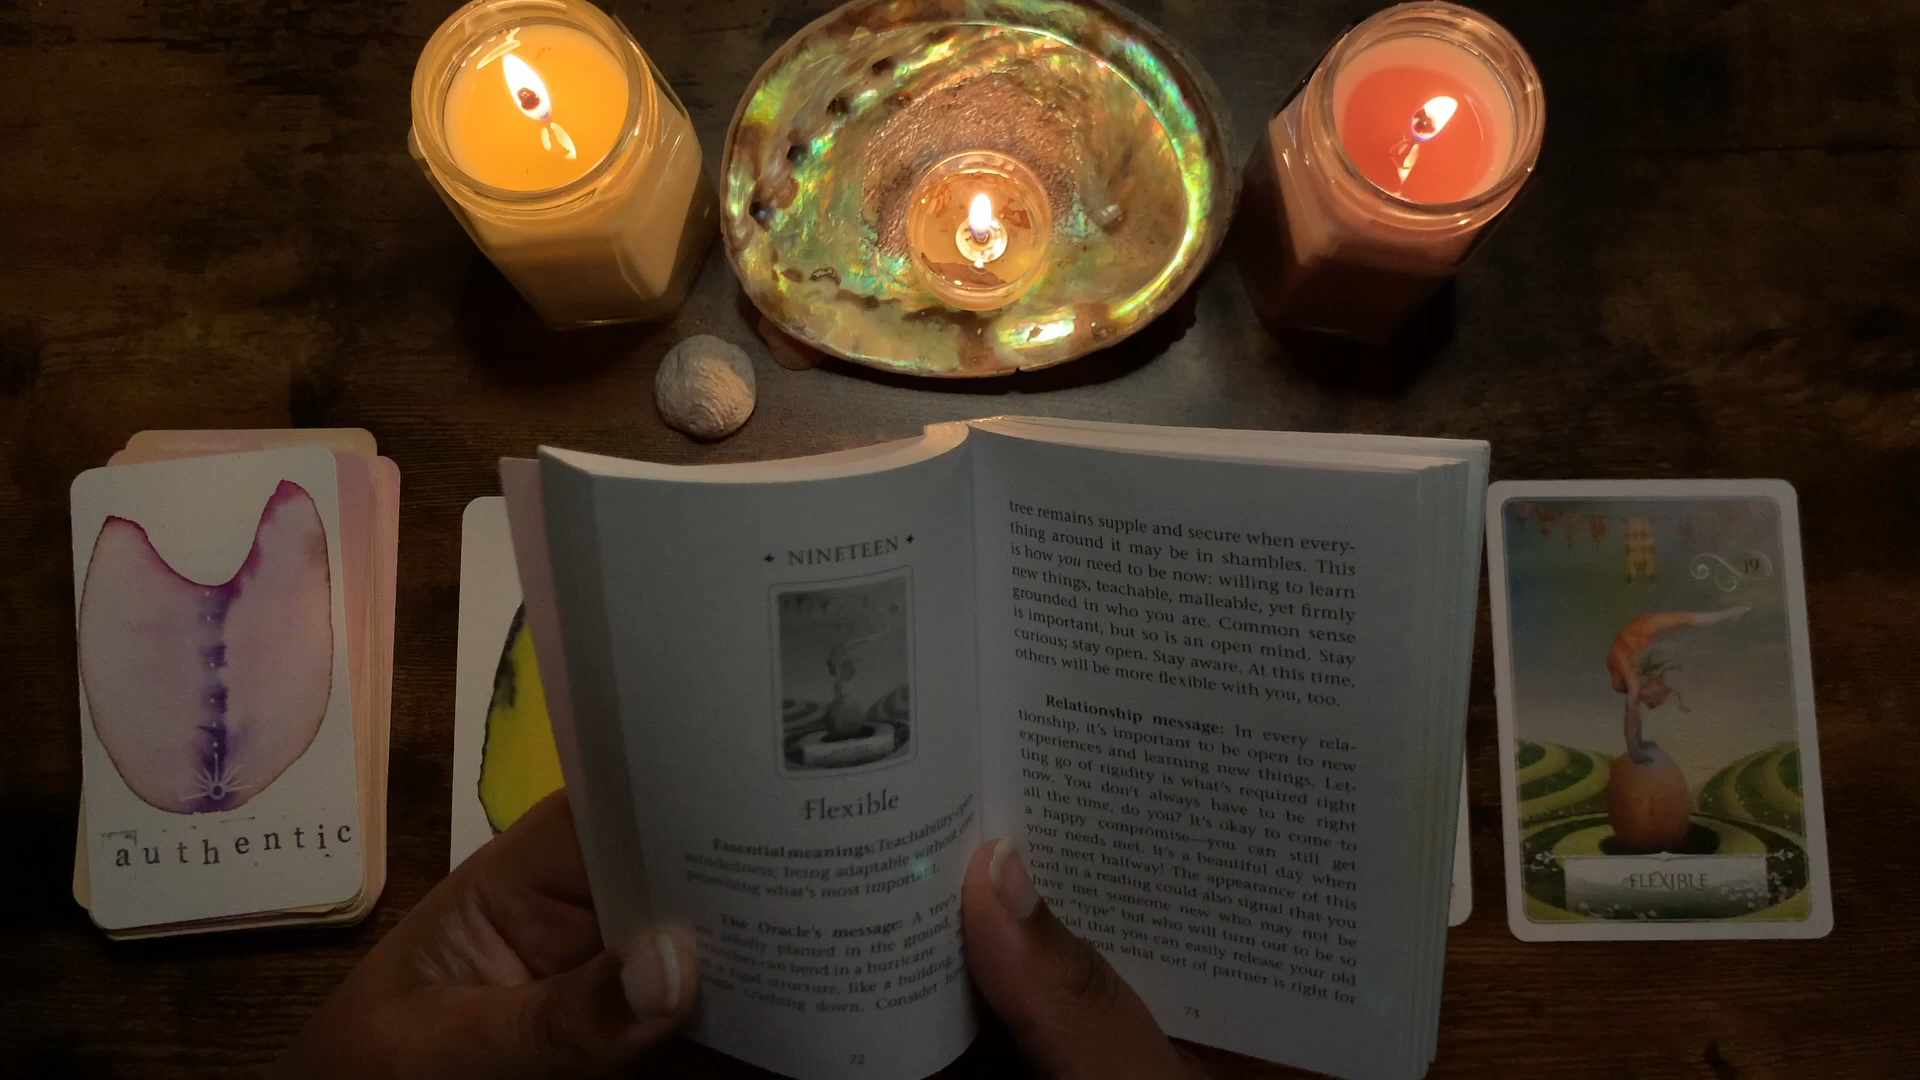 authentic
NINETEEN
Flexible
Essential meanings: Teachability; open-
mindedness; being adaptable without com-
promising what's most important.
The Oracle's message: A tree's
planted in the ground,
can bend in a hurricane
a rigid structure, like a building,
crashing down. Consider how
72
tree remains supple and secure when every-
thing around it may be in shambles. This
is how you need to be now: willing to learn
new things, teachable, malleable, yet firmly
grounded in who you are. Common sense
is important, but so is an open mind. Stay
curious; stay open. Stay aware. At this time,
others will be more flexible with you, too.
Relationship message: In every rela-
tionship, it's important to be open to new
experiences and learning new things. Let-
ting go of rigidity is what's required right
now. You don't always have to be right
all the time, do you? It's okay to come to
a happy compromise—you can still get
your needs met. It's a beautiful day when
you meet halfway! The appearance of this
card in a reading could also signal that you
have met someone new who may not be
your "type" but who will turn out to be so
that you can easily release your old
about what sort of partner is right for
73
19
FLEXIBLE